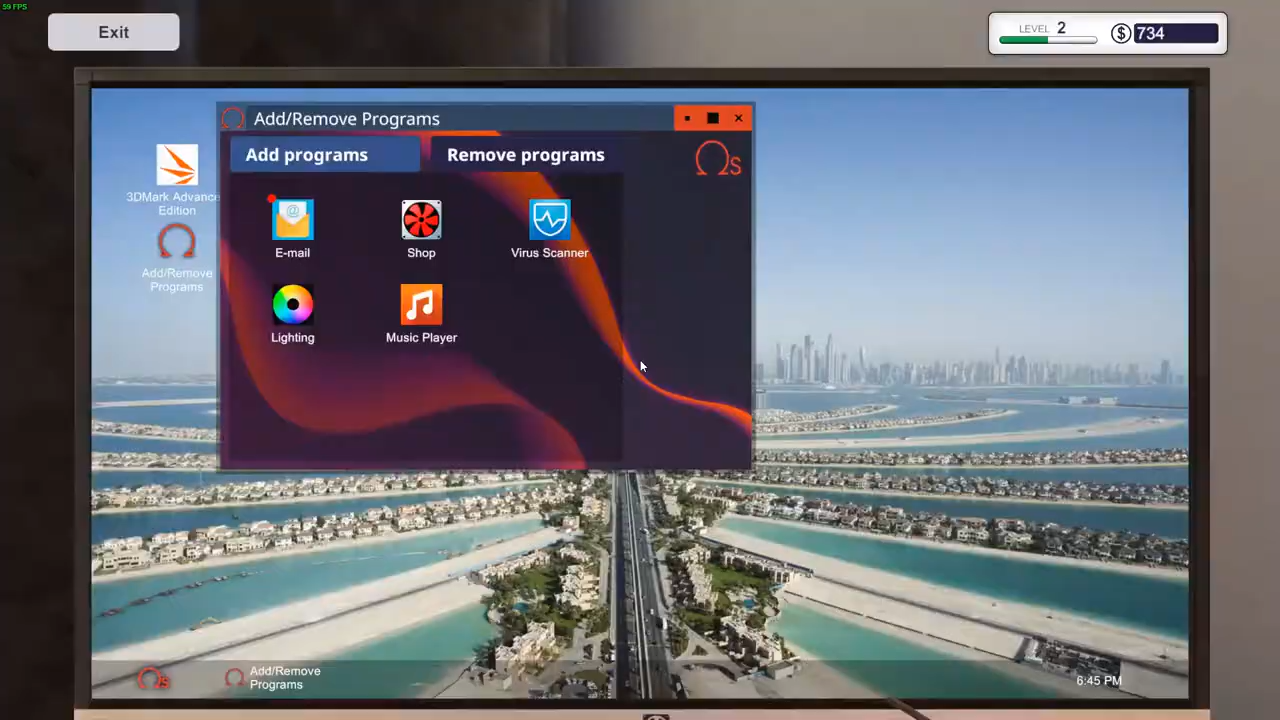 59 FPS
Exit
LEVEL 2
$ 734
Add/Remove Programs
Add programs
Remove programs
S
3DMark Advance
Edition
E-mail
Shop
Virus Scanner
Add/Remove
Programs
Lighting
Music Player
S
Add/Remove
Programs
6:45 PM